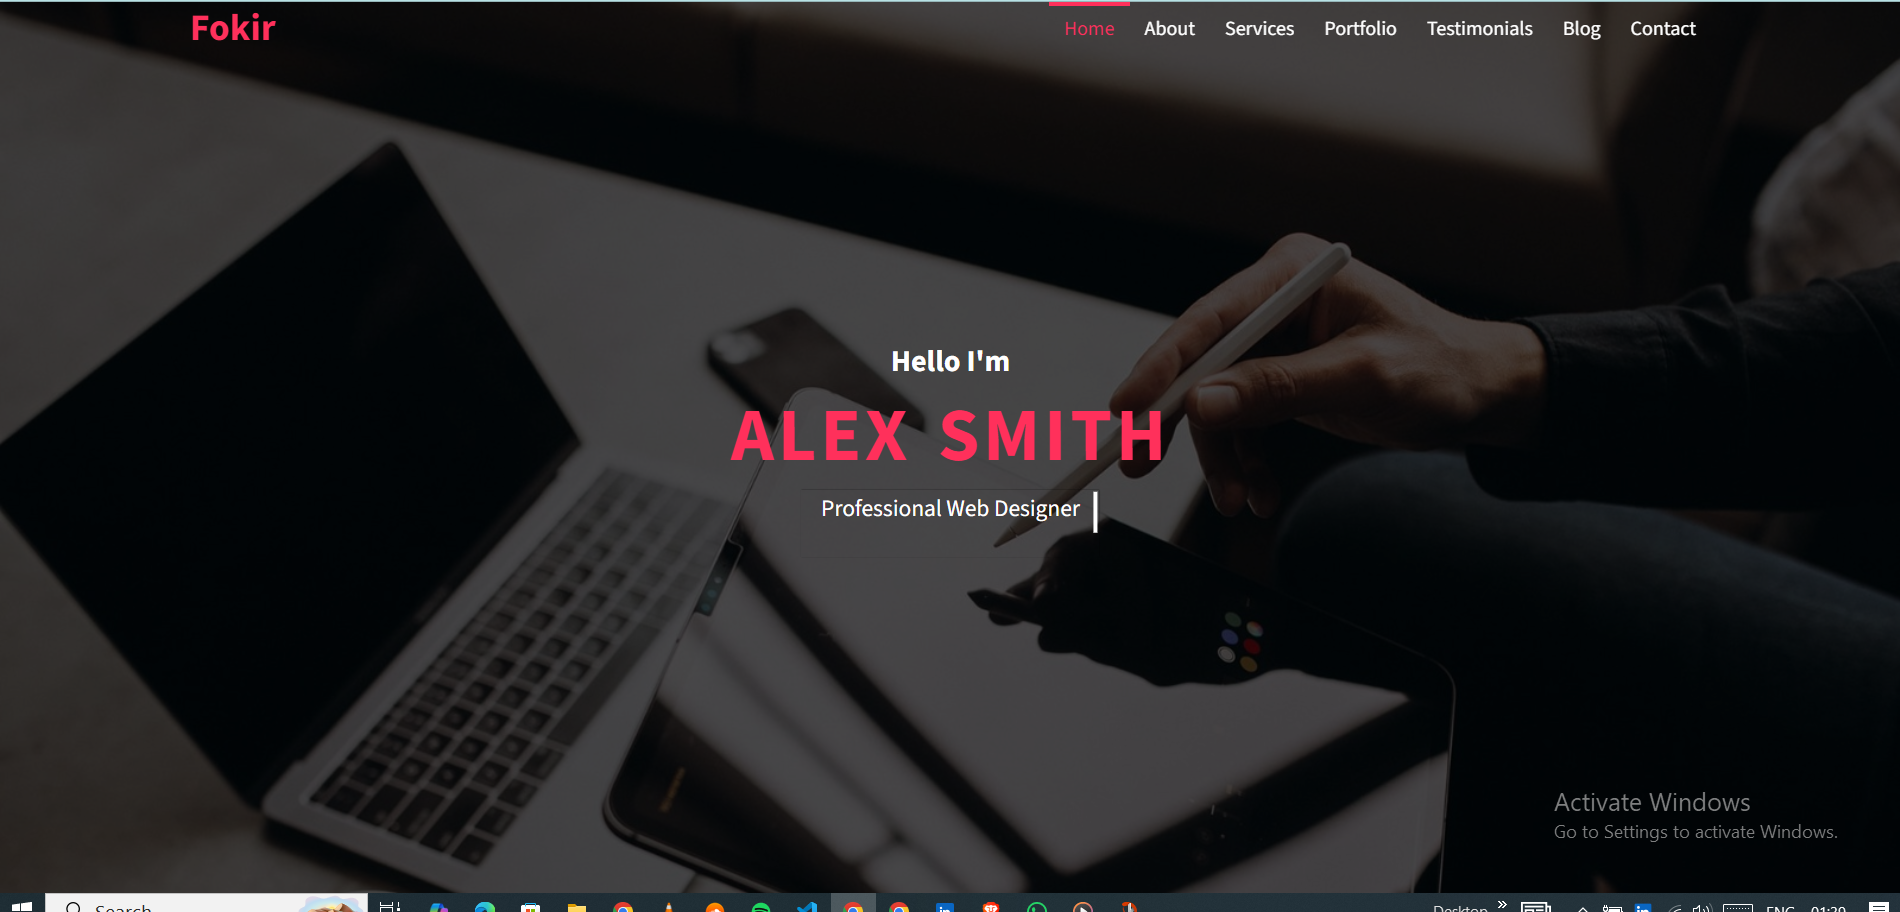 Fokir
Home About Services Portfolio Testimonials Blog Contact
Hello I'm
ALEX SMITH
Professional Web Designer
Activate Windows
Go to Settings to activate Windows.
Search
Desktop » ENG 01:39